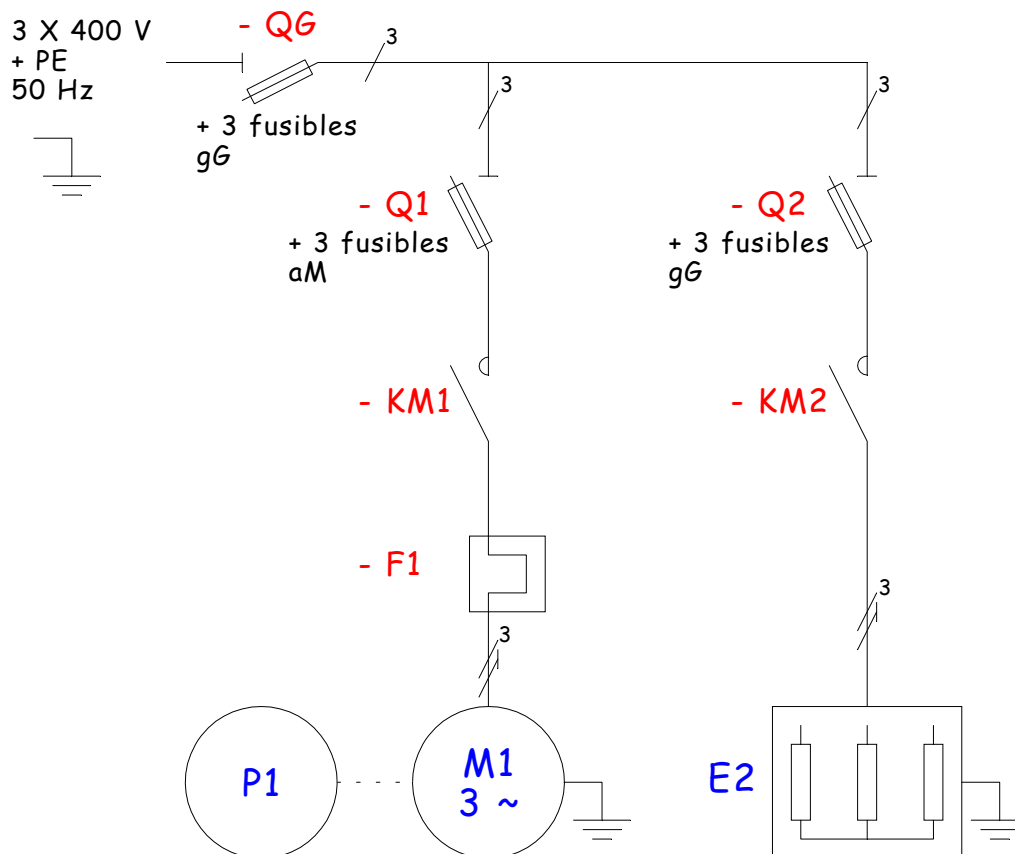 3 X 400 V
+ PE
50 Hz
- QG
3
+ 3 fusibles
gG
3
3
- Q1
+ 3 fusibles
aM
- Q2
+ 3 fusibles
gG
- KM1
- KM2
- F1
3
3
P1
M1
3 ~
E2